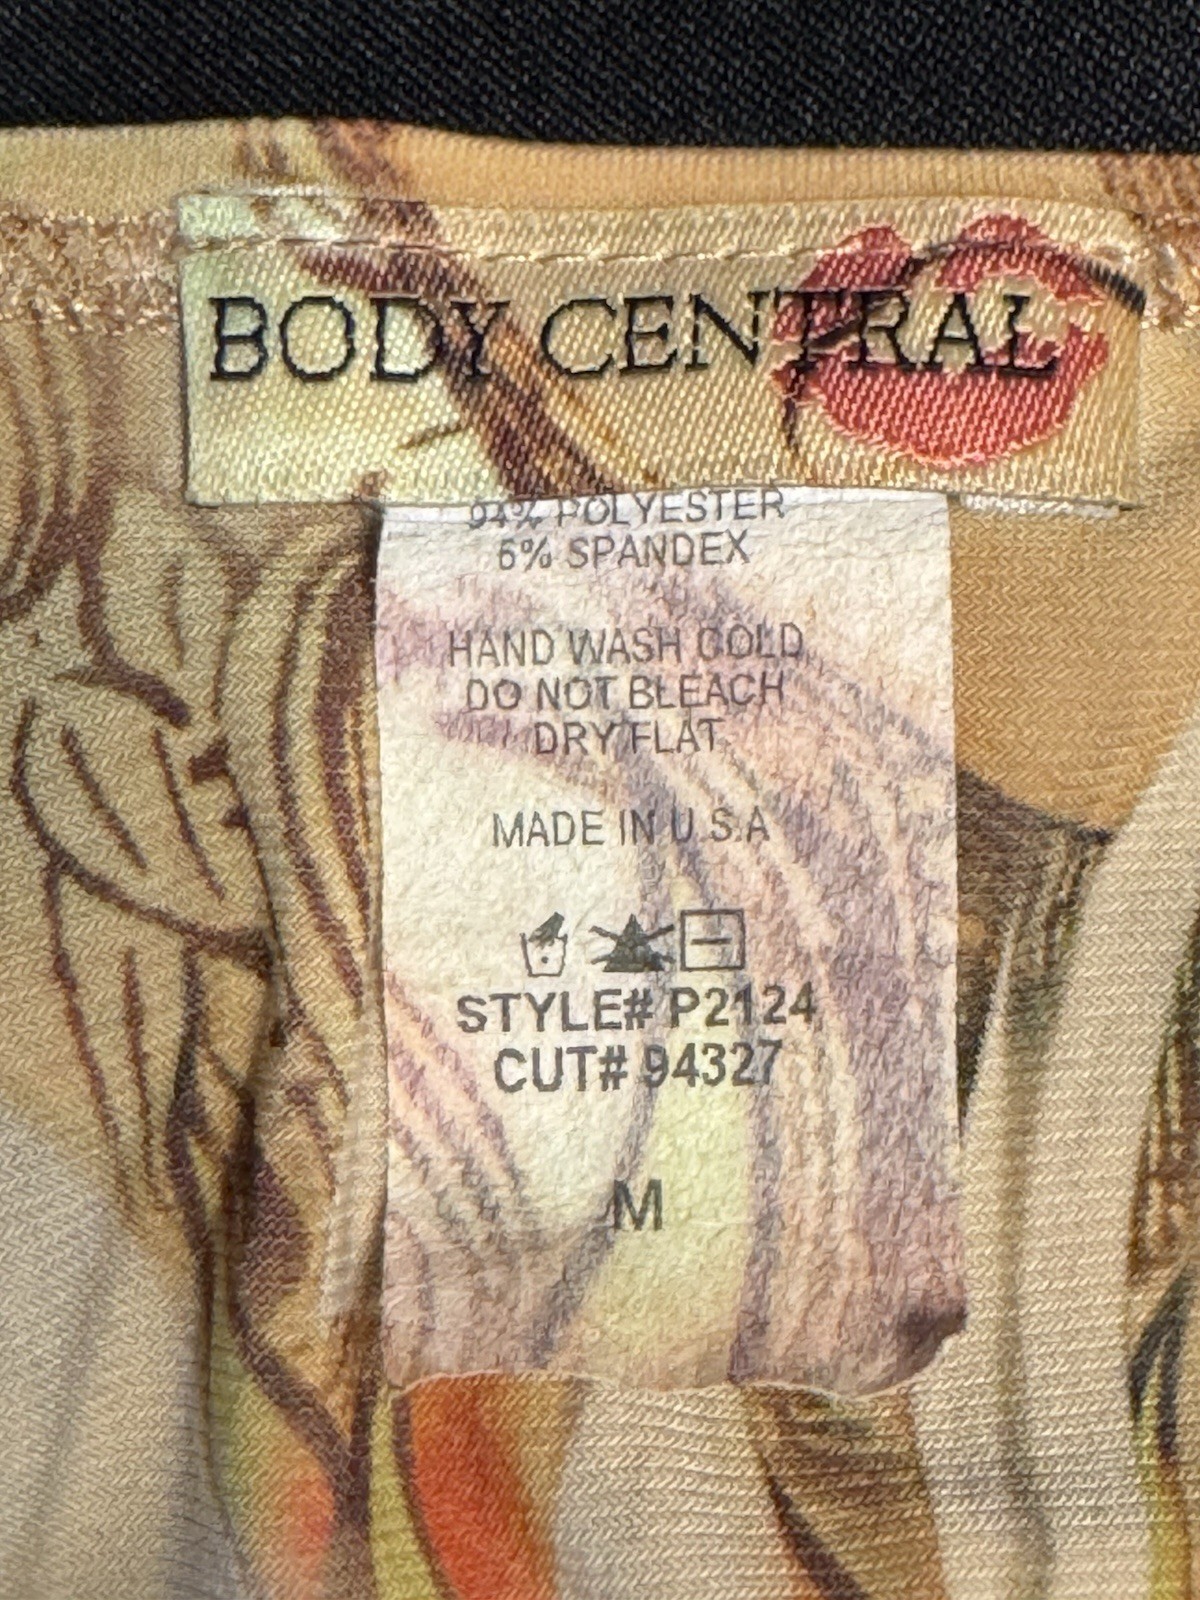 BODY CENTRAL
94% POLYESTER
6% SPANDEX
HAND WASH COLD
DO NOT BLEACH
DRY FLAT
MADE IN U.S.A
STYLE# P2124
CUT# 94327
M